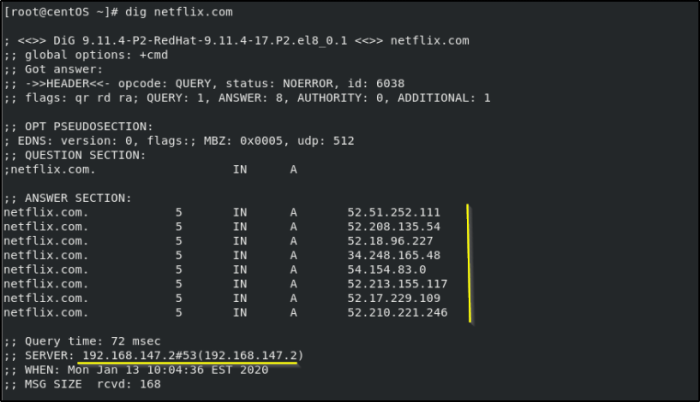 [root@centOS ~]# dig netflix.com
; <<>> DiG 9.11.4-P2-RedHat-9.11.4-17.P2.el8_0.1 <<>> netflix.com
;; global options: +cmd
;; Got answer:
;; ->>HEADER<<- opcode: QUERY, status: NOERROR, id: 6038
;; flags: qr rd ra; QUERY: 1, ANSWER: 8, AUTHORITY: 0, ADDITIONAL: 1
;; OPT PSEUDOSECTION:
; EDNS: version: 0, flags:; MBZ: 0x0005, udp: 512
;; QUESTION SECTION:
;netflix.com. IN A
;; ANSWER SECTION:
netflix.com. 5 IN A 52.51.252.111
netflix.com. 5 IN A 52.208.135.54
netflix.com. 5 IN A 52.18.96.227
netflix.com. 5 IN A 34.248.165.48
netflix.com. 5 IN A 54.154.83.0
netflix.com. 5 IN A 52.213.155.117
netflix.com. 5 IN A 52.17.229.109
netflix.com. 5 IN A 52.210.221.246
;; Query time: 72 msec
;; SERVER: 192.168.147.2#53(192.168.147.2)
;; WHEN: Mon Jan 13 10:04:36 EST 2020
;; MSG SIZE rcvd: 168